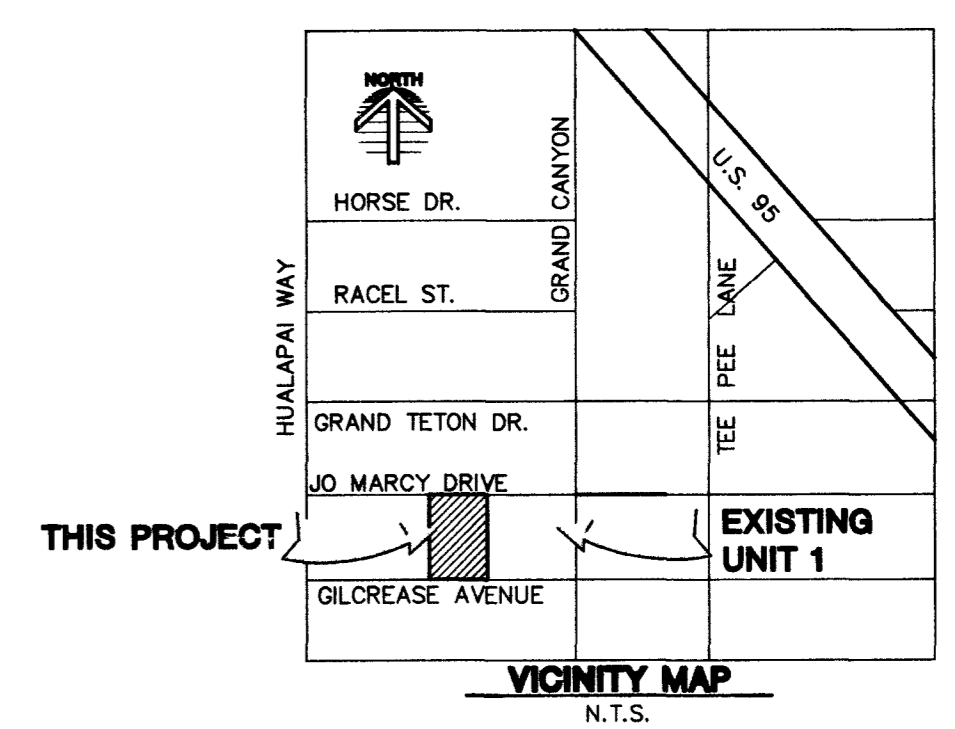 NORTH
HORSE DR.
GRAND CANYON
U.S. 95
RACEL ST.
HUALAPAI WAY
TEE PEE LANE
GRAND TETON DR.
JO MARCY DRIVE
THIS PROJECT
EXISTING
UNIT 1
GILCREASE AVENUE
VICINITY MAP
N.T.S.